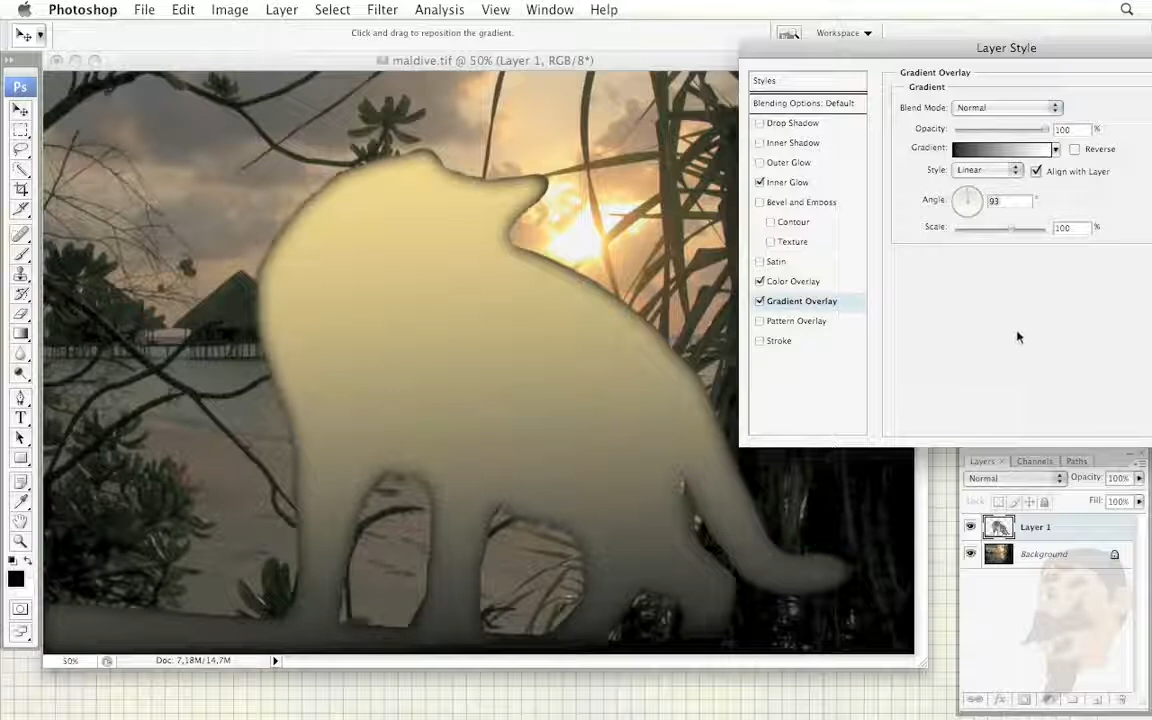 Photoshop File Edit Image Layer Select Filter Analysis View Window Help
Click and drag to reposition the gradient.
Workspace
maldive.tif @ 50% (Layer 1, RGB/8*)
Layer Style
Ps
Styles
Blending Options: Default
Drop Shadow
Inner Shadow
Outer Glow
Inner Glow
Bevel and Emboss
Contour
Texture
Satin
Color Overlay
Gradient Overlay
Pattern Overlay
Stroke
Gradient Overlay
Gradient
Blend Mode: Normal
Opacity: 100 %
Gradient: Reverse
Style: Linear Align with Layer
Angle: 93 °
Scale: 100 %
Layers × Channels Paths
Normal Opacity: 100%
Lock: Fill: 100%
Layer 1
Background
50% Doc: 7,18M/14,7M